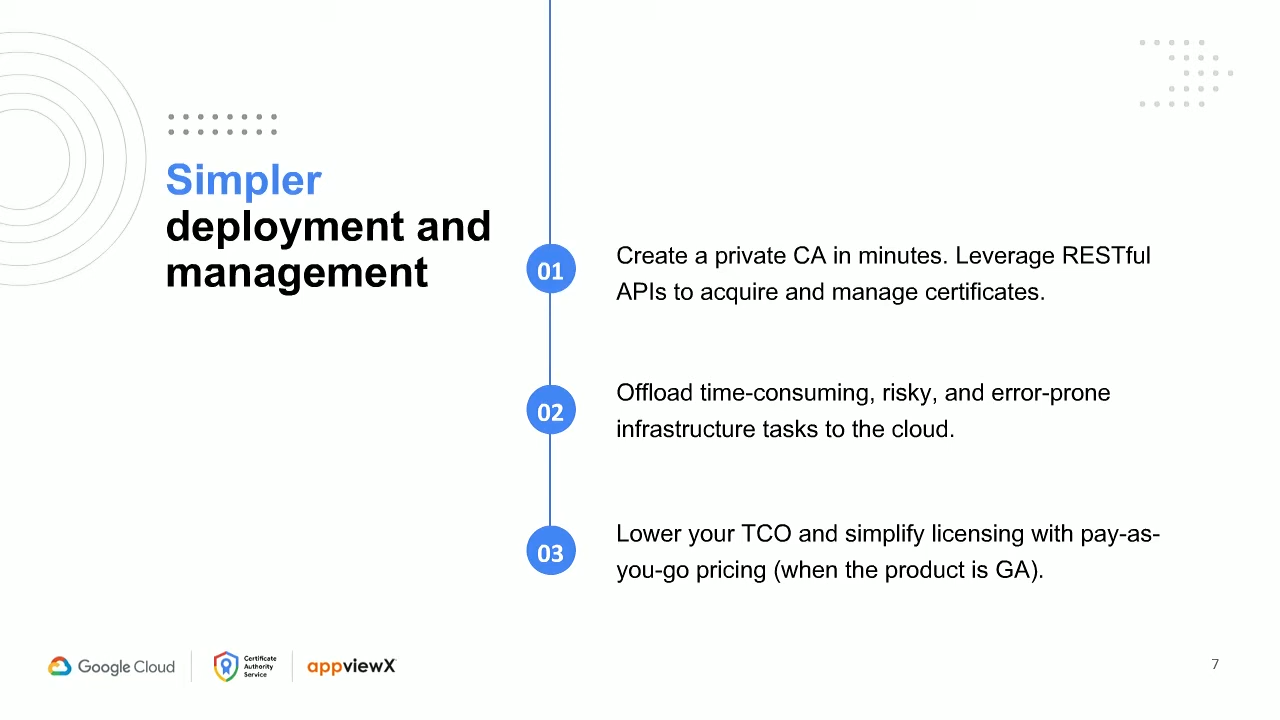 Simpler
deployment and
management
01
Create a private CA in minutes. Leverage RESTful
APIs to acquire and manage certificates.
02
Offload time-consuming, risky, and error-prone
infrastructure tasks to the cloud.
03
Lower your TCO and simplify licensing with pay-as-
you-go pricing (when the product is GA).
Google Cloud
Certificate
Authority
Service
appviewX
7